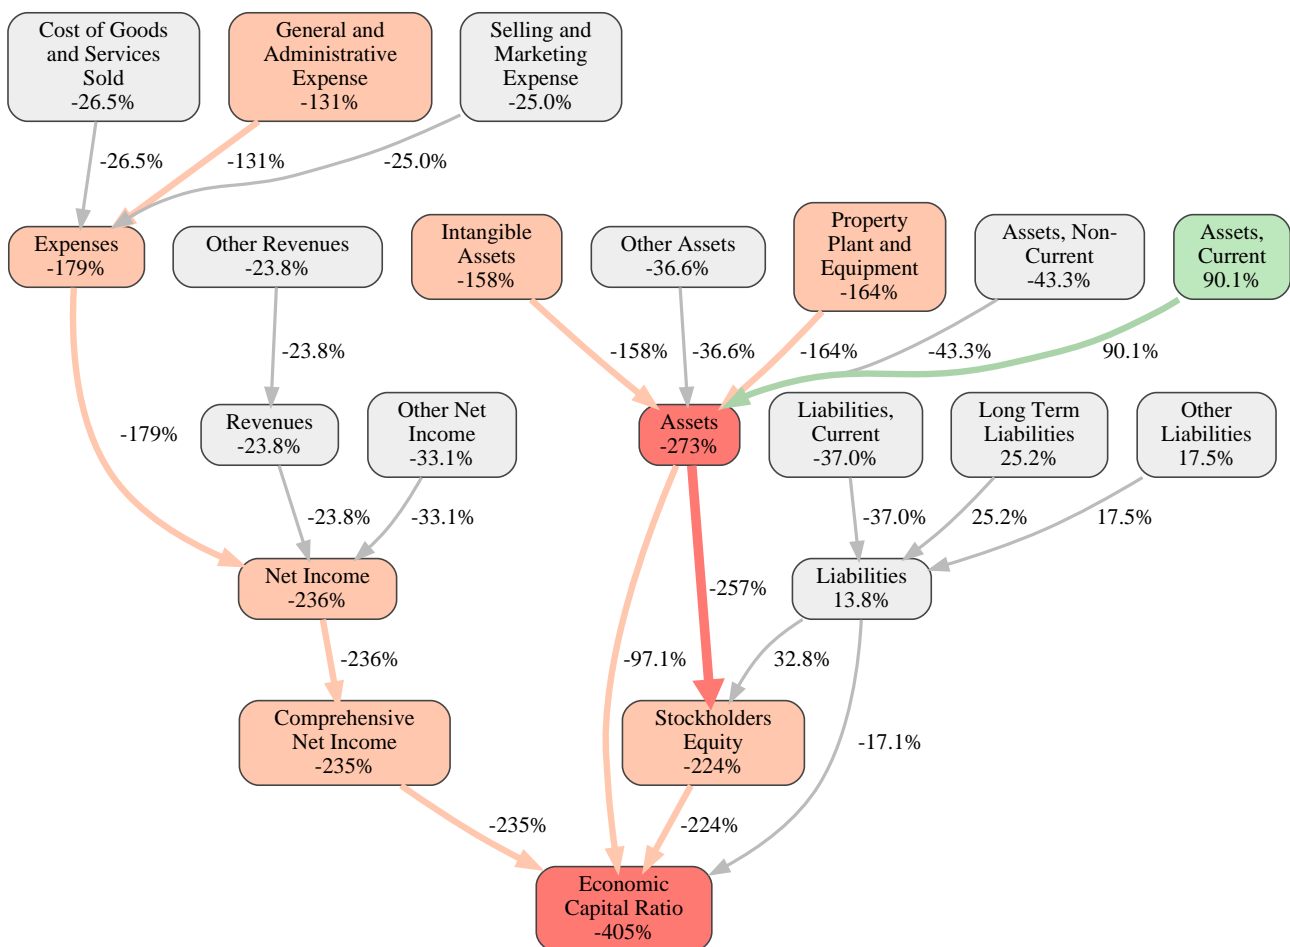 Cost of Goods
and Services
Sold
-26.5%
General and
Administrative
Expense
-131%
Selling and
Marketing
Expense
-25.0%
-26.5%
-131%
-25.0%
Expenses
-179%
Other Revenues
-23.8%
Intangible
Assets
-158%
Other Assets
-36.6%
Property
Plant and
Equipment
-164%
Assets, Non-
Current
-43.3%
Assets,
Current
90.1%
-23.8%
-158%
-36.6%
-164%
-43.3%
90.1%
-179%
Revenues
-23.8%
Other Net
Income
-33.1%
Assets
-273%
Liabilities,
Current
-37.0%
Long Term
Liabilities
25.2%
Other
Liabilities
17.5%
-23.8%
-33.1%
-37.0%
25.2%
17.5%
Net Income
-236%
-257%
Liabilities
13.8%
-236%
-97.1%
32.8%
Comprehensive
Net Income
-235%
Stockholders
Equity
-224%
-17.1%
-235%
-224%
Economic
Capital Ratio
-405%